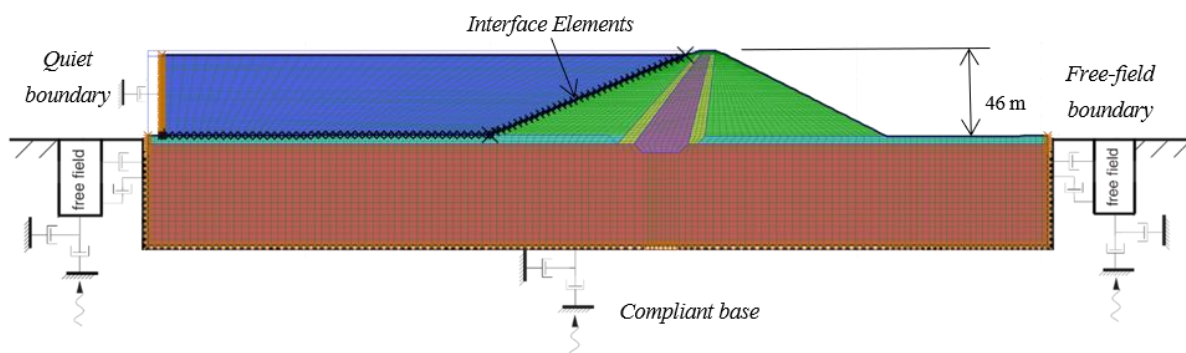 Interface Elements
Quiet
boundary
Free-field
boundary
46 m
free field
free field
Compliant base